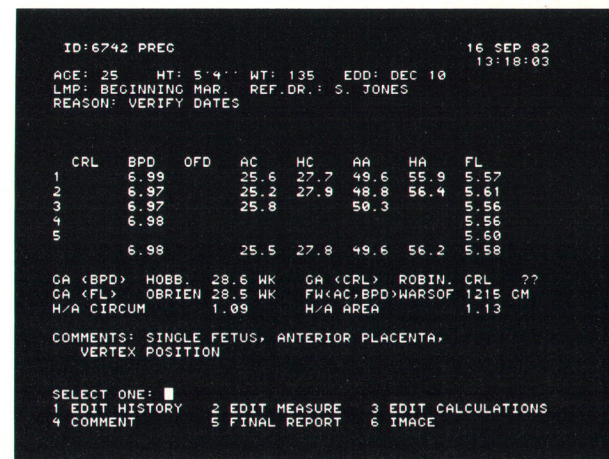 ID:6742 PREG 16 SEP 82
13:18:03
AGE: 25 HT: 5'4'' WT: 135 EDD: DEC 10
LMP: BEGINNING MAR. REF.DR.: S. JONES
REASON: VERIFY DATES
CRL BPD OFD AC HC AA HA FL
1 6.99 25.6 27.7 49.6 55.9 5.57
2 6.97 25.2 27.9 48.8 56.4 5.61
3 6.97 25.8 50.3 5.56
4 6.98 5.56
5 5.60
6.98 25.5 27.8 49.6 56.2 5.58
GA <BPD> HOBB. 28.6 WK GA <CRL> ROBIN. CRL ??
GA <FL> OBRIEN 28.5 WK FW<AC,BPD>WARSOF 1215 GM
H/A CIRCUM 1.09 H/A AREA 1.13
COMMENTS: SINGLE FETUS, ANTERIOR PLACENTA,
VERTEX POSITION
SELECT ONE:
1 EDIT HISTORY 2 EDIT MEASURE 3 EDIT CALCULATIONS
4 COMMENT 5 FINAL REPORT 6 IMAGE